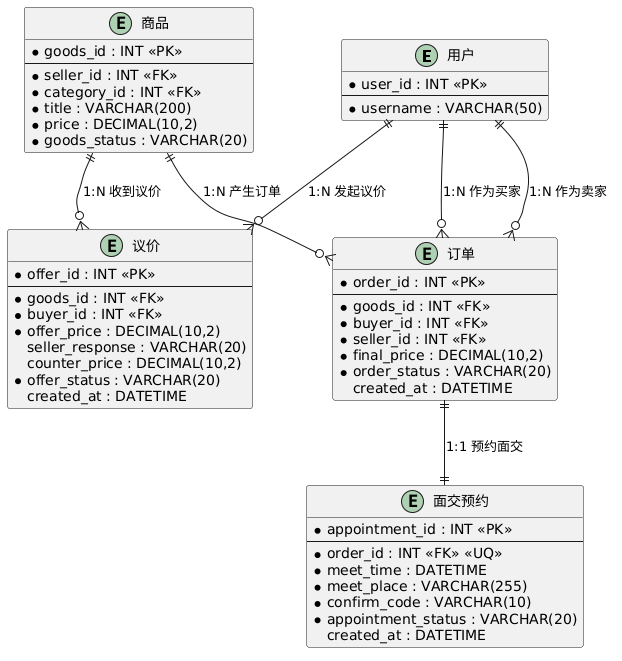 E 商品
* goods_id : INT «PK»
* seller_id : INT «FK»
* category_id : INT «FK»
* title : VARCHAR(200)
* price : DECIMAL(10,2)
* goods_status : VARCHAR(20)
E 用户
* user_id : INT «PK»
* username : VARCHAR(50)
1:N 收到议价
1:N 产生订单
1:N 发起议价
1:N 作为买家
1:N 作为卖家
E 议价
* offer_id : INT «PK»
* goods_id : INT «FK»
* buyer_id : INT «FK»
* offer_price : DECIMAL(10,2)
seller_response : VARCHAR(20)
counter_price : DECIMAL(10,2)
* offer_status : VARCHAR(20)
created_at : DATETIME
E 订单
* order_id : INT «PK»
* goods_id : INT «FK»
* buyer_id : INT «FK»
* seller_id : INT «FK»
* final_price : DECIMAL(10,2)
* order_status : VARCHAR(20)
created_at : DATETIME
1:1 预约面交
E 面交预约
* appointment_id : INT «PK»
* order_id : INT «FK» «UQ»
* meet_time : DATETIME
* meet_place : VARCHAR(255)
* confirm_code : VARCHAR(10)
* appointment_status : VARCHAR(20)
created_at : DATETIME